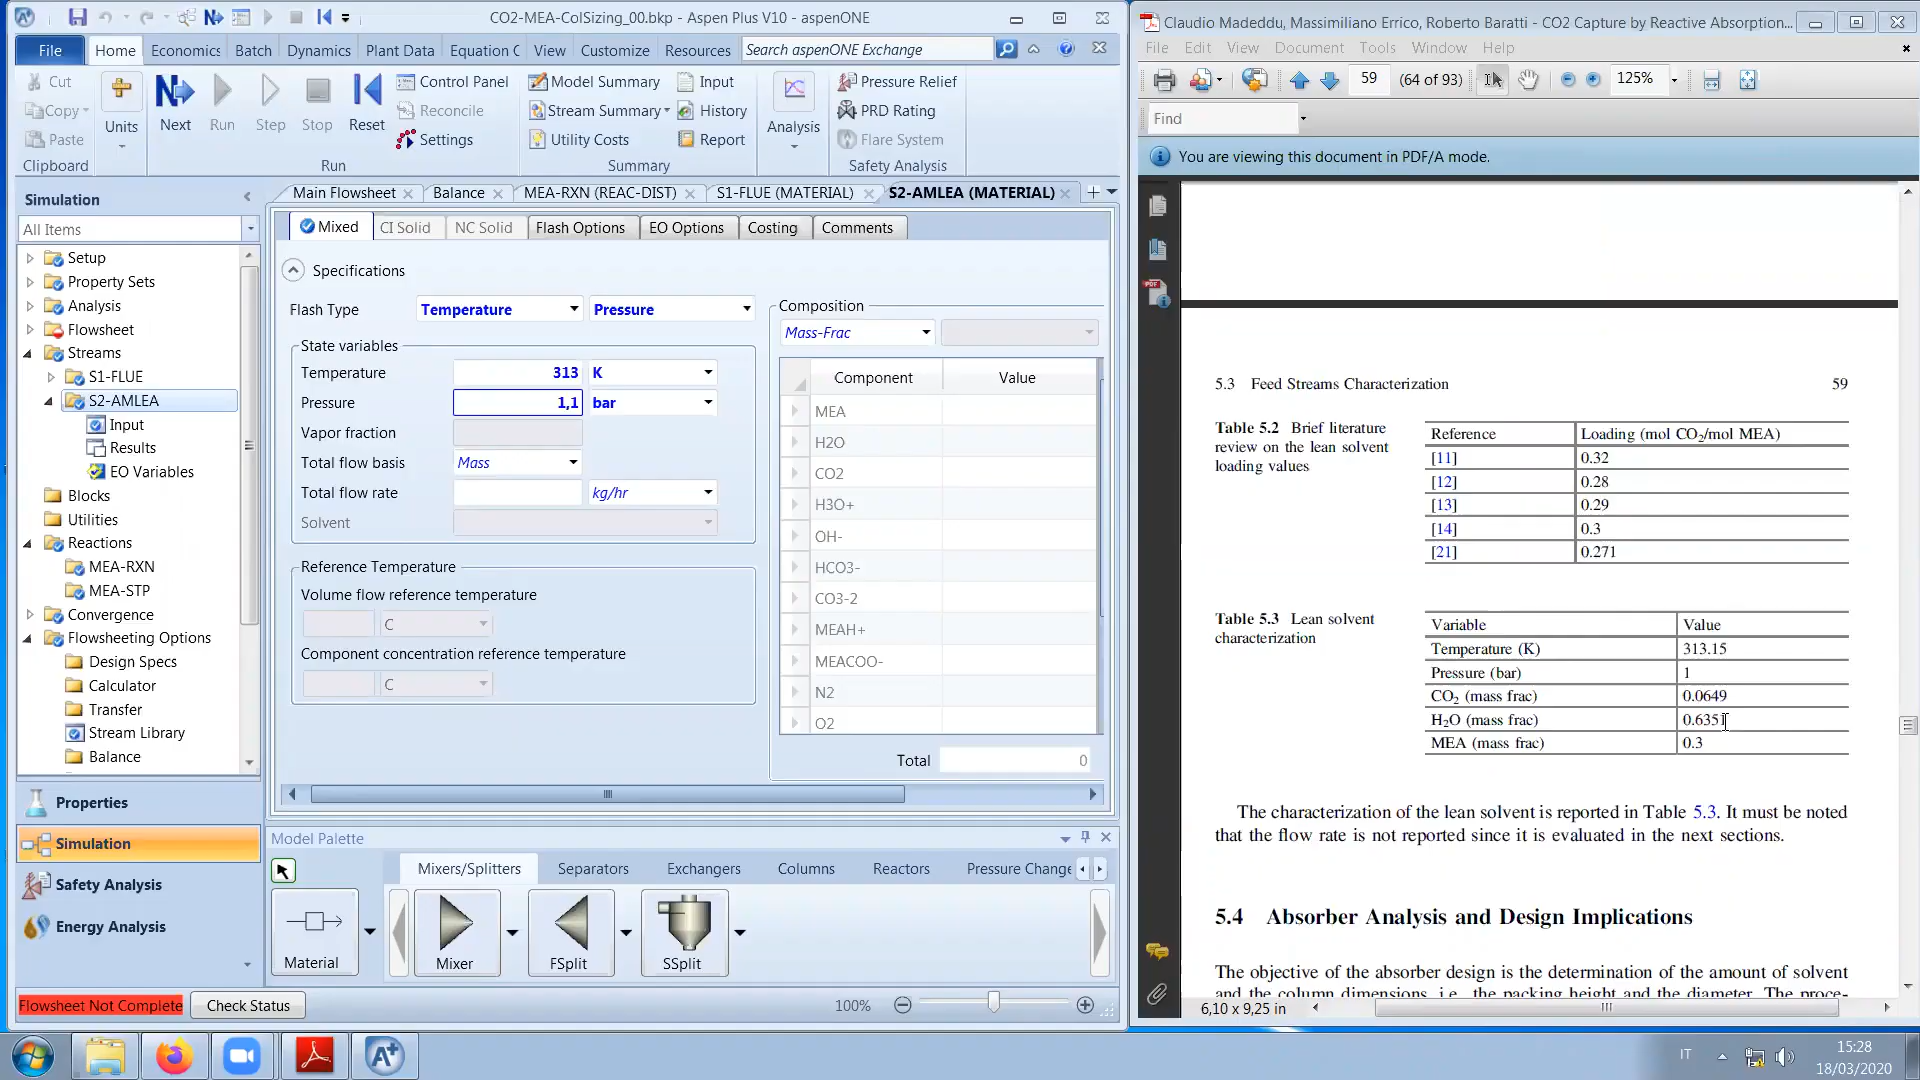 CO2-MEA-ColSizing_00.bkp - Aspen Plus V10 - aspenONE
File
Home
Economics
Batch
Dynamics
Plant Data
Equation C
View
Customize
Resources
Search aspenONE Exchange
Cut
Copy
Paste
Clipboard
Units
Next
Run
Step
Stop
Reset
Control Panel
Reconcile
Settings
Run
Model Summary
Stream Summary
Utility Costs
Input
History
Report
Summary
Analysis
Pressure Relief
PRD Rating
Flare System
Safety Analysis
Simulation
All Items
Setup
Property Sets
Analysis
Flowsheet
Streams
S1-FLUE
S2-AMLEA
Input
Results
EO Variables
Blocks
Utilities
Reactions
MEA-RXN
MEA-STP
Convergence
Flowsheeting Options
Design Specs
Calculator
Transfer
Stream Library
Balance
Properties
Simulation
Safety Analysis
Energy Analysis
Main Flowsheet
Balance
MEA-RXN (REAC-DIST)
S1-FLUE (MATERIAL)
S2-AMLEA (MATERIAL)
Mixed
CI Solid
NC Solid
Flash Options
EO Options
Costing
Comments
Specifications
Flash Type
Temperature
Pressure
State variables
Temperature 313 K
Pressure 1,1 bar
Vapor fraction
Total flow basis Mass
Total flow rate kg/hr
Solvent
Reference Temperature
Volume flow reference temperature
C
Component concentration reference temperature
C
Composition
Mass-Frac
Component Value
MEA
H2O
CO2
H3O+
OH-
HCO3-
CO3-2
MEAH+
MEACOO-
N2
O2
Total 0
Model Palette
Mixers/Splitters
Separators
Exchangers
Columns
Reactors
Pressure Change
Material
Mixer
FSplit
SSplit
Flowsheet Not Complete
Check Status
100%
Claudio Madeddu, Massimiliano Errico, Roberto Baratti - CO2 Capture by Reactive Absorption...
File Edit View Document Tools Window Help
59 (64 of 93) 125%
Find
You are viewing this document in PDF/A mode.
5.3 Feed Streams Characterization 59
Table 5.2 Brief literature
review on the lean solvent
loading values
Reference Loading (mol CO₂/mol MEA)
[11] 0.32
[12] 0.28
[13] 0.29
[14] 0.3
[21] 0.271
Table 5.3 Lean solvent
characterization
Variable Value
Temperature (K) 313.15
Pressure (bar) 1
CO₂ (mass frac) 0.0649
H₂O (mass frac) 0.6351
MEA (mass frac) 0.3
The characterization of the lean solvent is reported in Table 5.3. It must be noted
that the flow rate is not reported since it is evaluated in the next sections.
5.4 Absorber Analysis and Design Implications
The objective of the absorber design is the determination of the amount of solvent
and the column dimensions, i.e., the packing height and the diameter. The proce-
6,10 x 9,25 in
IT
15:28
18/03/2020